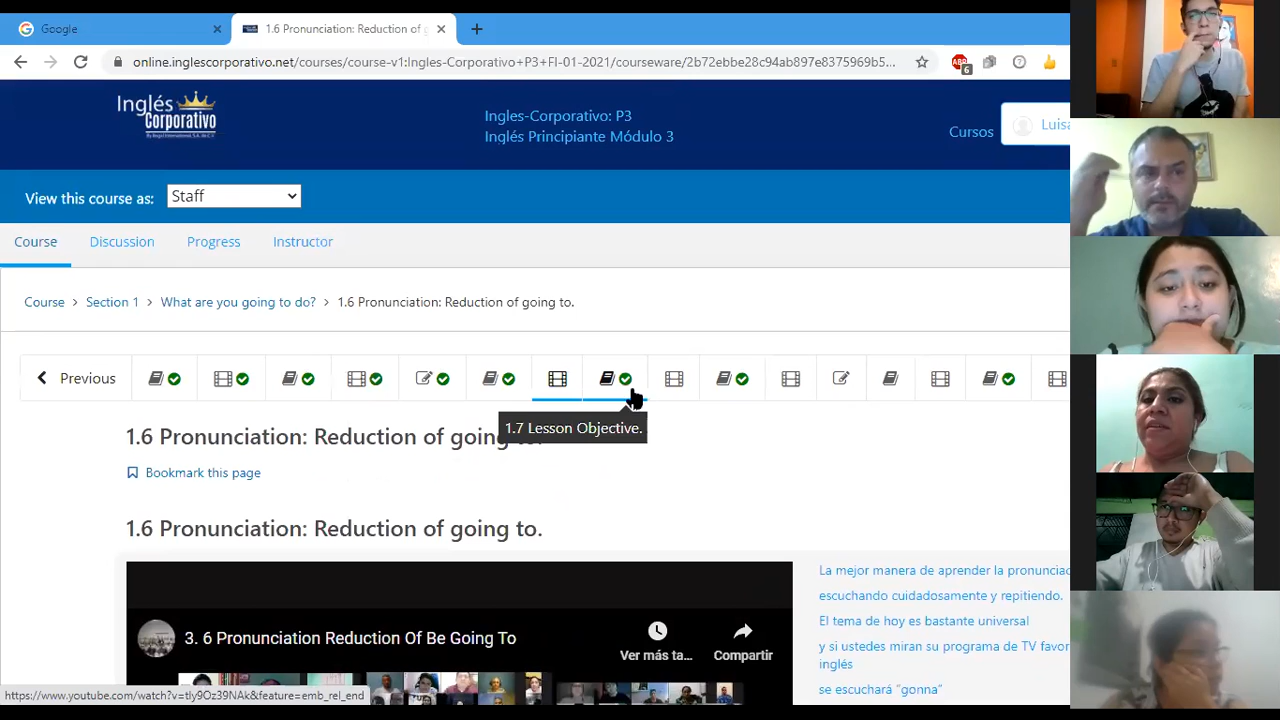 Google
1.6 Pronunciation: Reduction of g
online.inglescorporativo.net/courses/course-v1:Ingles-Corporativo+P3+FI-01-2021/courseware/2b72ebbe28c94ab897e8375969b5...
6
Inglés
Corporativo
Ingles-Corporativo: P3
Inglés Principiante Módulo 3
Cursos
Luisa
View this course as:
Staff
Course
Discussion
Progress
Instructor
Course > Section 1 > What are you going to do? > 1.6 Pronunciation: Reduction of going to.
Previous
1.7 Lesson Objective.
1.6 Pronunciation: Reduction of going to.
Bookmark this page
1.6 Pronunciation: Reduction of going to.
3. 6 Pronunciation Reduction Of Be Going To
Ver más ta...
Compartir
La mejor manera de aprender la pronunciac
escuchando cuidadosamente y repitiendo.
El tema de hoy es bastante universal
y si ustedes miran su programa de TV favor
inglés
se escuchará “gonna”
https://www.youtube.com/watch?v=tly9Oz39NAk&feature=emb_rel_end